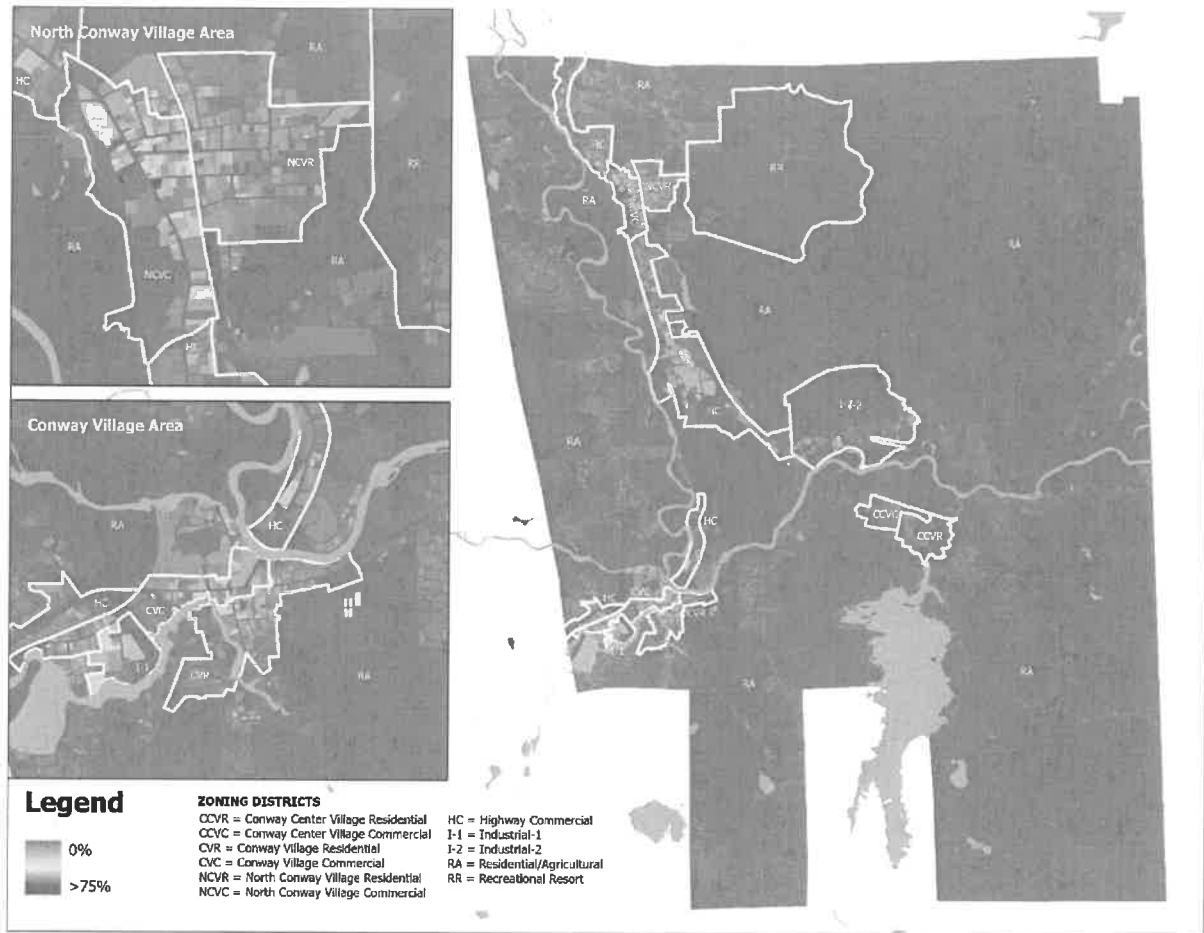 North Conway Village Area
RA
HC
NCVR
RR
RA
RA
NCVC
Conway Village Area
HC
RA
HC
CVC
I-1
CVR
RA
RA
RR
NCVR
RA
RA
RA
RA
HC
CCVC
CCVR
HC
RA
RA
Legend
0%
>75%
ZONING DISTRICTS
CCVR = Conway Center Village Residential
CCVC = Conway Center Village Commercial
CVR = Conway Village Residential
CVC = Conway Village Commercial
NCVR = North Conway Village Residential
NCVC = North Conway Village Commercial
HC = Highway Commercial
I-1 = Industrial-1
I-2 = Industrial-2
RA = Residential/Agricultural
RR = Recreational Resort